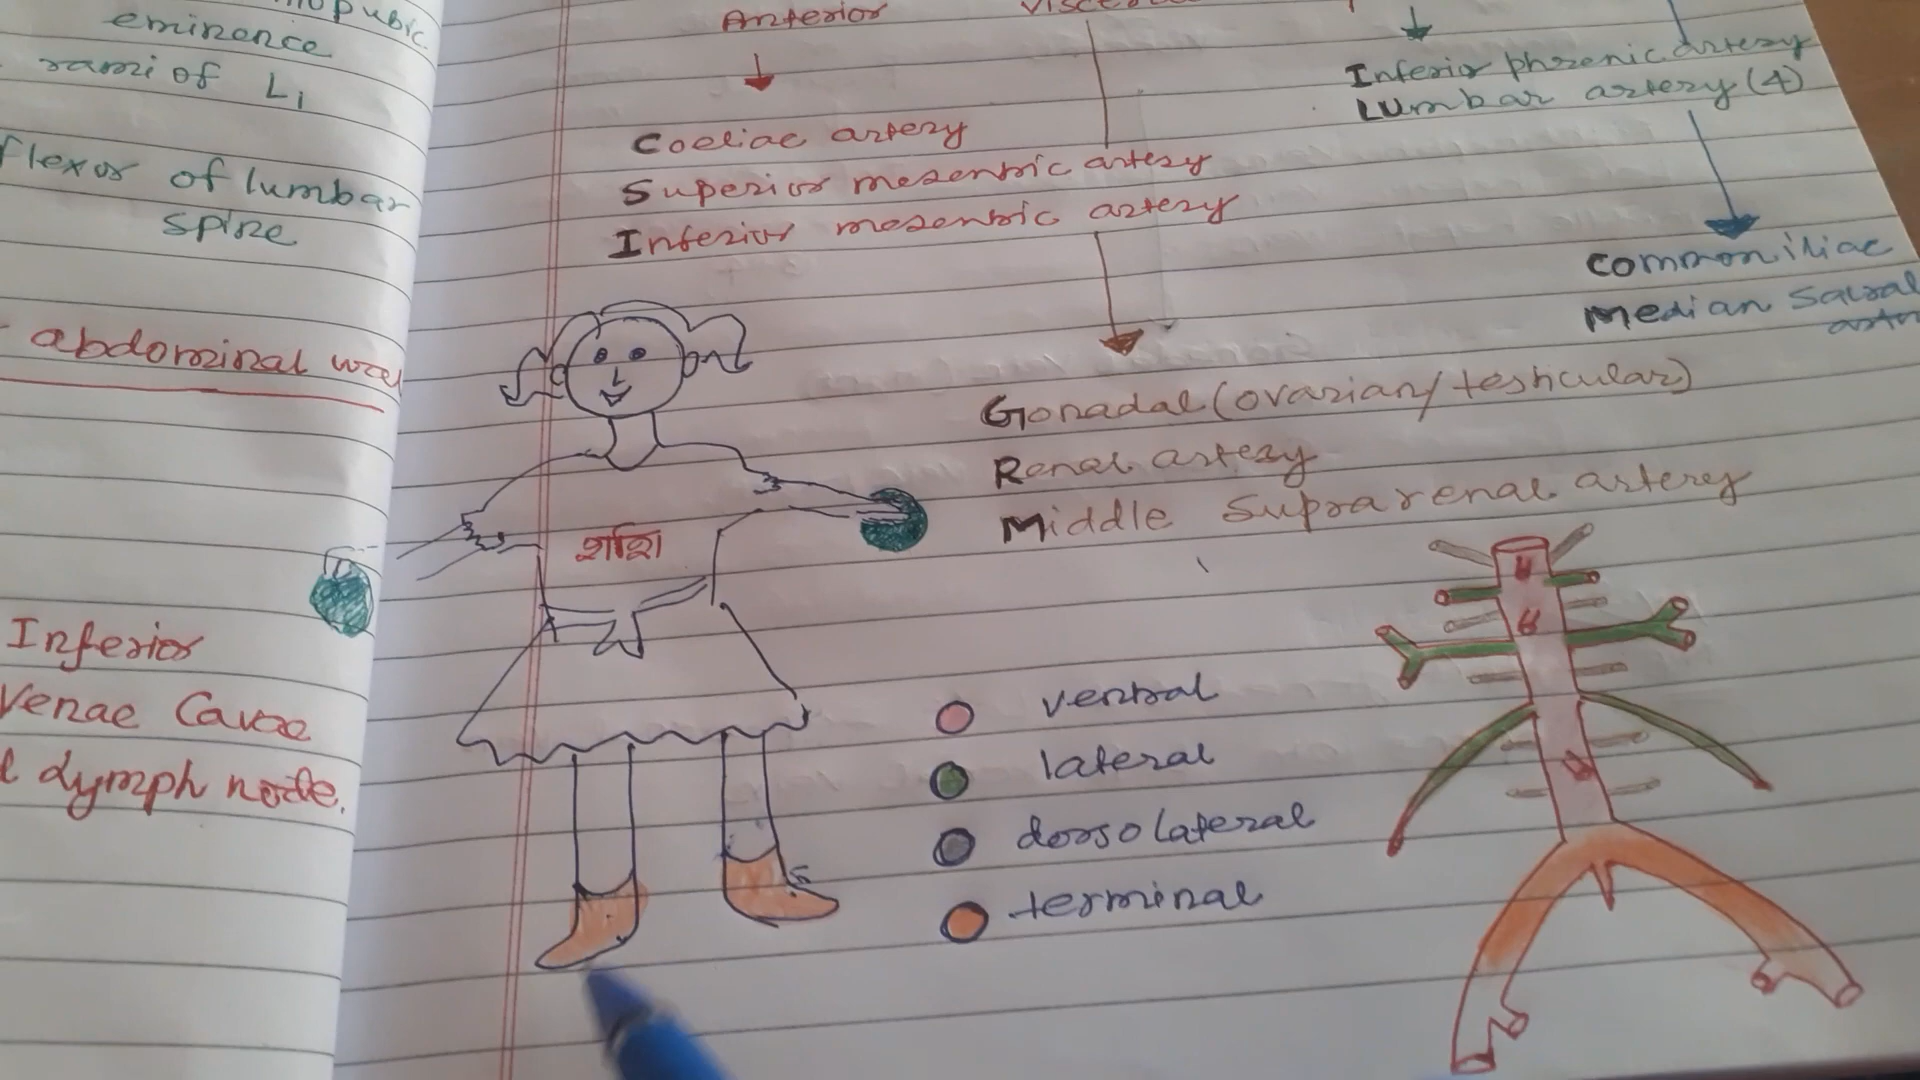 eminence
rami of L1
flexor of lumbar
spine
abdominal wall
Inferior
Venae Cavae
Lymph node.
Anterior
Coeliac artery
Superior mesentric artery
Inferior mesentric artery
Inferior phrenic artery
Lumbar artery (4)
Common iliac
Median Sacral
Gonadal (ovarian/testicular)
Renal artery
Middle Suprarenal artery
शशि
ventral
lateral
dorsolateral
terminal